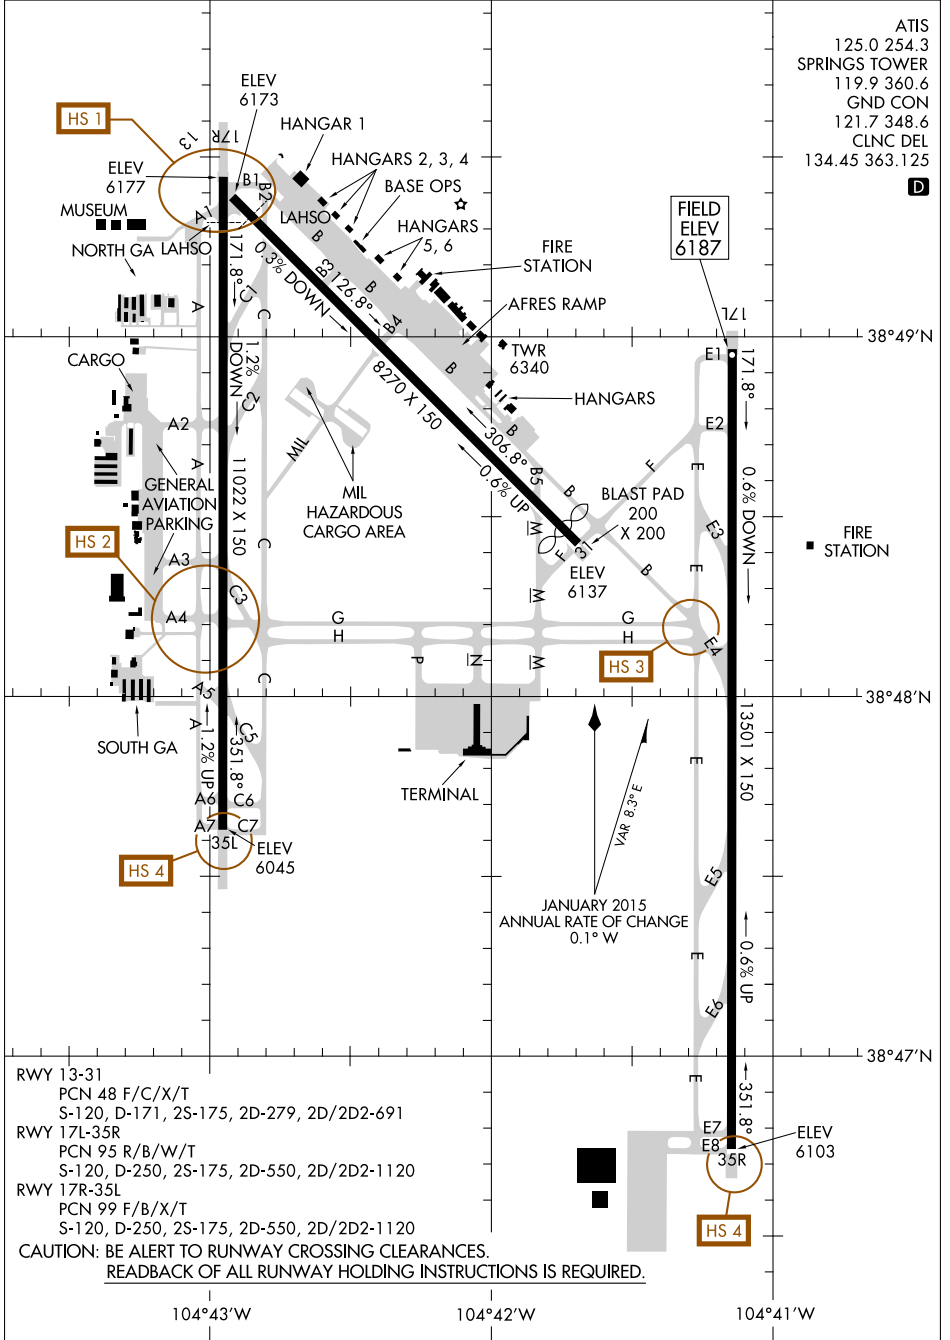 ATIS
125.0 254.3
SPRINGS TOWER
119.9 360.6
GND CON
121.7 348.6
CLNC DEL
134.45 363.125
D
ELEV
6173
HS 1
13
17R
HANGAR 1
HANGARS 2, 3, 4
BASE OPS
ELEV
6177
B1
B2
MUSEUM
A1
LAHSO
HANGARS
5, 6
NORTH GA
LAHSO
FIELD
ELEV
6187
FIRE
STATION
171.8°
0.3% DOWN
B3
126.8°
B
B
AFRES RAMP
A
C1
C
B4
17L
38°49'N
TWR
6340
E1
CARGO
1.2%
DOWN
B
171.8°
8270 X 150
HANGARS
C2
A2
306.8°
B
E2
MIL
A
GENERAL
AVIATION
PARKING
11022 X 150
MIL
HAZARDOUS
CARGO AREA
0.6% UP
B5
B
F
E
0.6% DOWN
BLAST PAD
200
X 200
E3
HS 2
C
W
FIRE
STATION
A3
F
31
ELEV
6137
B
E
C3
W
A4
G
G
H
H
E4
HS 3
C
P
N
W
38°48'N
A5
A
1.2% UP
351.8°
C5
SOUTH GA
13501 X 150
TERMINAL
E
VAR 8.3° E
A6
C6
A7
C7
35L
ELEV
6045
HS 4
E5
JANUARY 2015
ANNUAL RATE OF CHANGE
0.1° W
0.6% UP
E
E6
38°47'N
RWY 13-31
PCN 48 F/C/X/T
S-120, D-171, 2S-175, 2D-279, 2D/2D2-691
RWY 17L-35R
PCN 95 R/B/W/T
S-120, D-250, 2S-175, 2D-550, 2D/2D2-1120
RWY 17R-35L
PCN 99 F/B/X/T
S-120, D-250, 2S-175, 2D-550, 2D/2D2-1120
E
351.8°
E7
E8
35R
ELEV
6103
HS 4
CAUTION: BE ALERT TO RUNWAY CROSSING CLEARANCES.
READBACK OF ALL RUNWAY HOLDING INSTRUCTIONS IS REQUIRED.
104°43'W
104°42'W
104°41'W